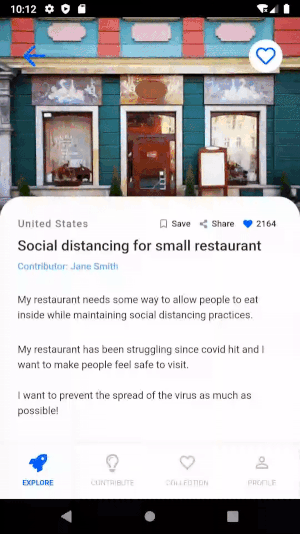 10:12
United States
Save
Share
2164
Social distancing for small restaurant
Contributor: Jane Smith
My restaurant needs some way to allow people to eat
inside while maintaining social distancing practices.
My restaurant has been struggling since covid hit and I
want to make people feel safe to visit.
I want to prevent the spread of the virus as much as
possible!
EXPLORE
CONTRIBUTE
COLLECTION
PROFILE